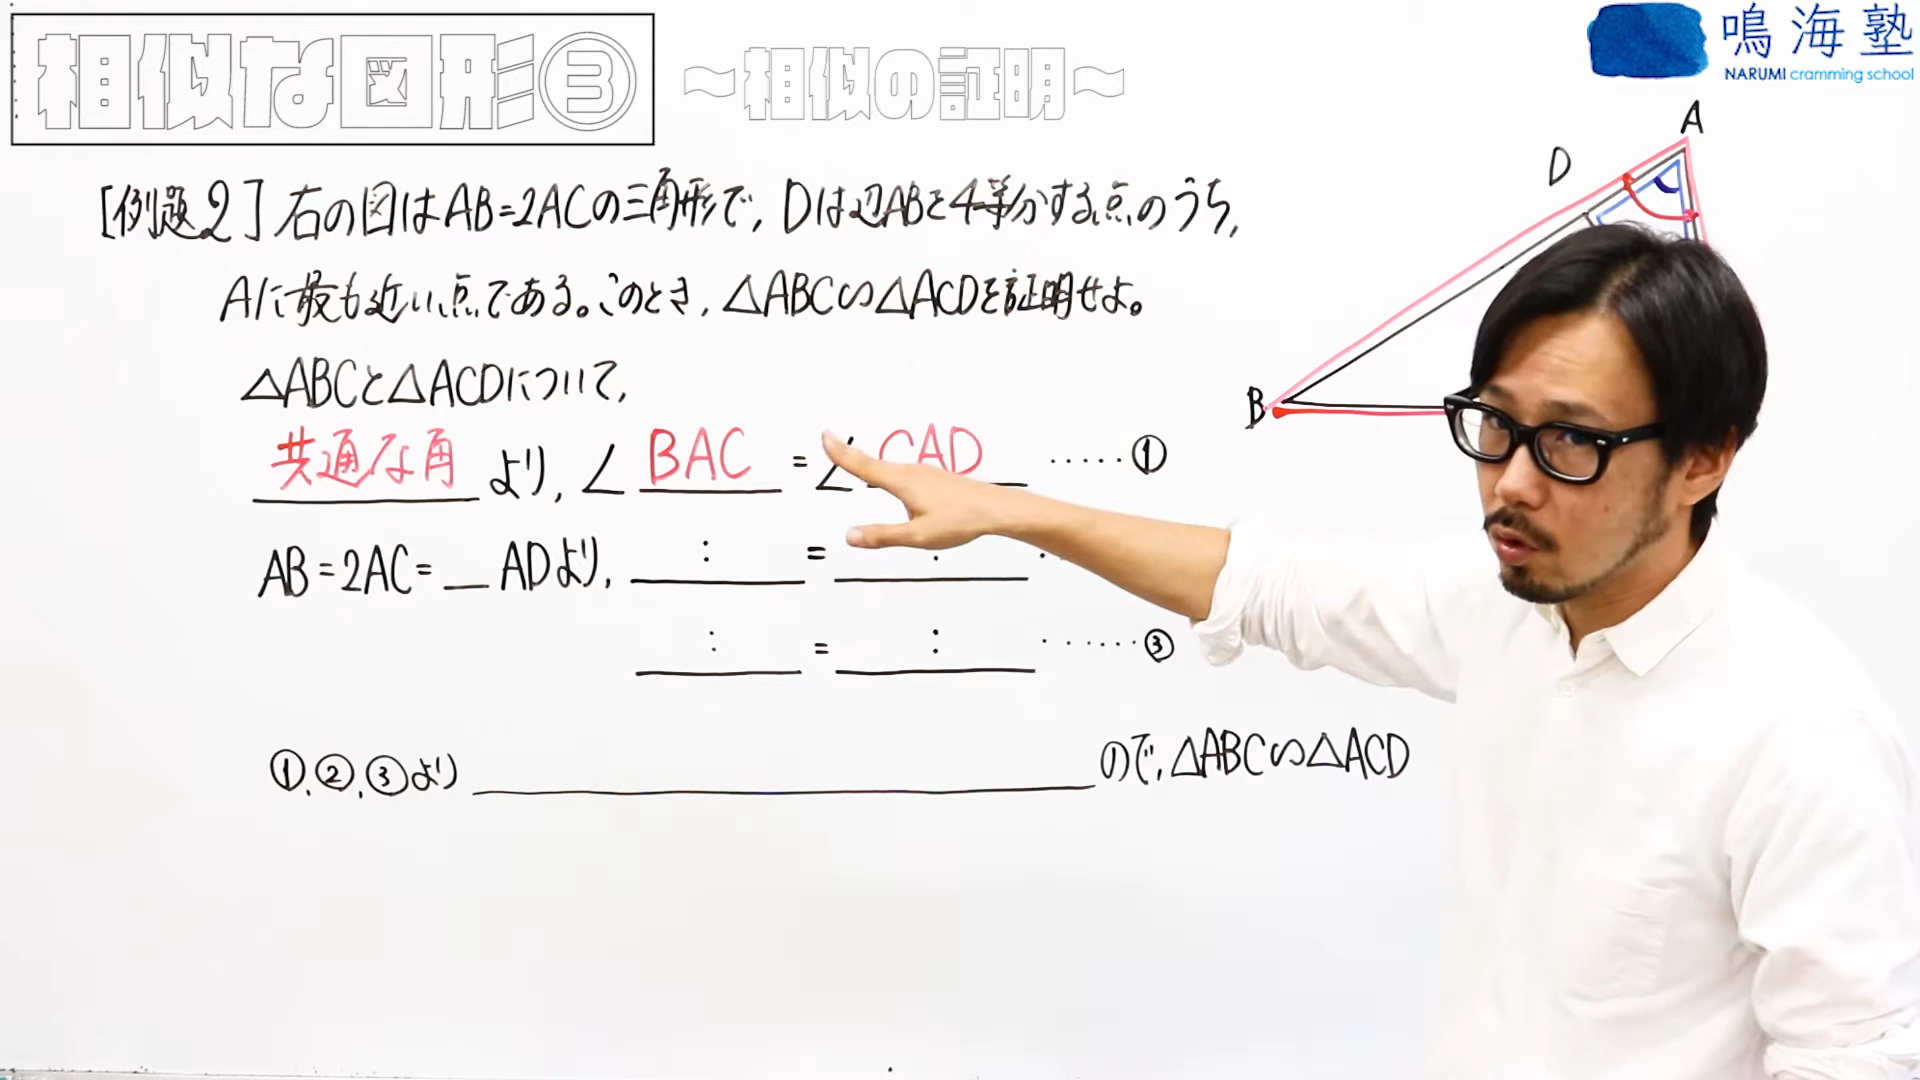 相似な図形③ ～相似の証明～
鳴海塾
NARUMI cramming school
[例題2] 右の図はAB=2ACの三角形で, Dは辺ABを4等分する点のうち,
Aに最も近い点である。このとき, △ABC∽△ACDを証明せよ。
△ABCと△ACDについて,
共通な角 より, ∠ BAC = ∠ CAD ……①
AB=2AC=__ADより, : = :
: = : ……③
①,②,③より ので, △ABC∽△ACD
A
D
B